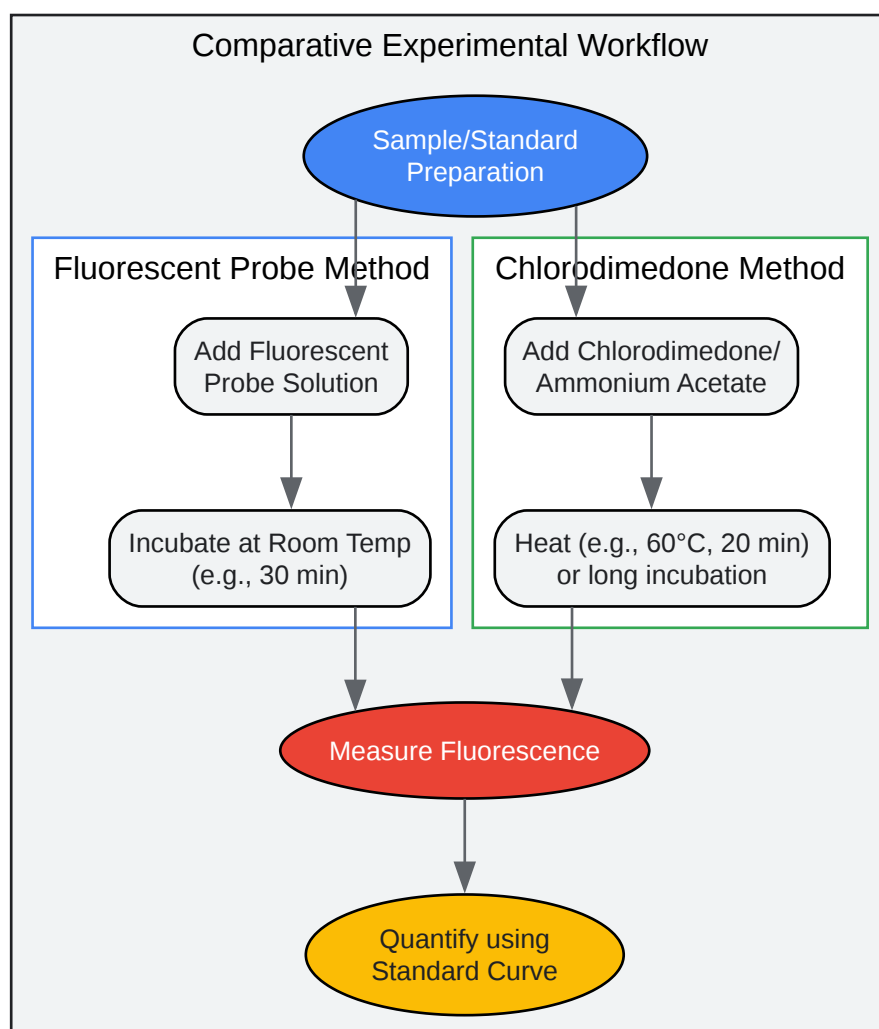 Comparative Experimental Workflow
Sample/Standard
Preparation
Fluorescent Probe Method
Add Fluorescent
Probe Solution
Incubate at Room Temp
(e.g., 30 min)
Chlorodimedone Method
Add Chlorodimedone/
Ammonium Acetate
Heat (e.g., 60°C, 20 min)
or long incubation
Measure Fluorescence
Quantify using
Standard Curve